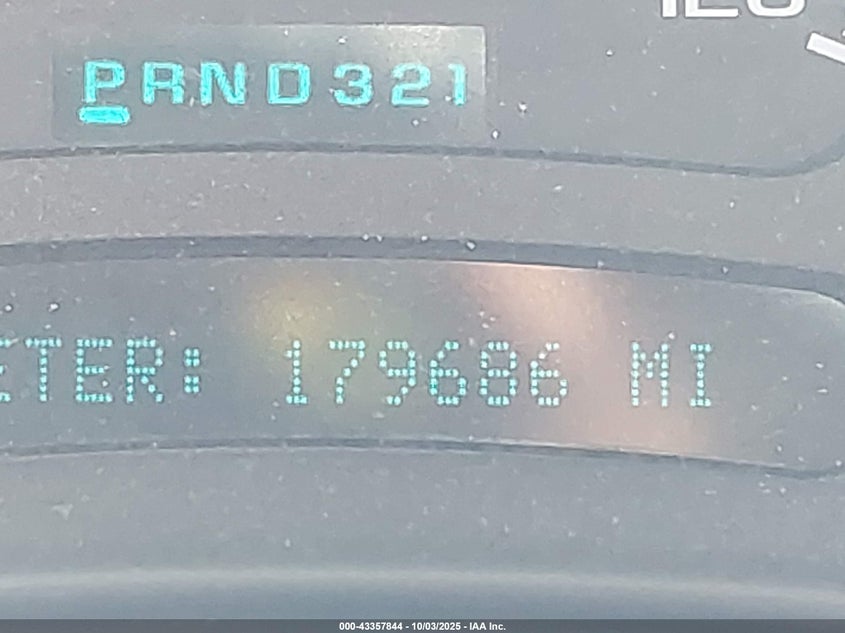 PRND321
ETER: 179686 MI
000-43357844 - 10/03/2025 - IAA Inc.